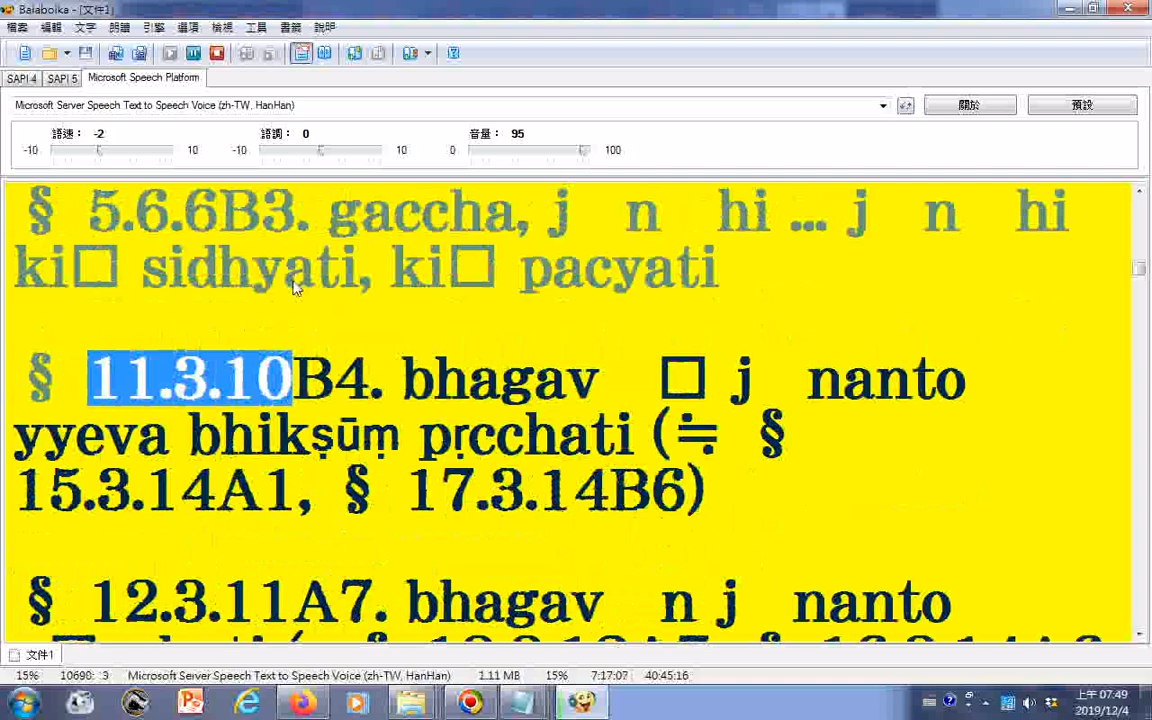 Balabolka - [文件1]
檔案 編輯 文字 朗讀 引擎 選項 檢視 工具 書籤 說明
SAPI 4 SAPI 5 Microsoft Speech Platform
Microsoft Server Speech Text to Speech Voice (zh-TW, HanHan) 關於 預設
語速： -2 語調： 0 音量： 95
-10 10 -10 10 0 100
§ 5.6.6B3. gaccha, j n hi ... j n hi
ki□ sidhyati, ki□ pacyati
§ 11.3.10B4. bhagav □ j nanto
yyeva bhikṣūṃ pṛcchati (≒ §
15.3.14A1, § 17.3.14B6)
§ 12.3.11A7. bhagav n j nanto
文件1
15% 10690: 3 Microsoft Server Speech Text to Speech Voice (zh-TW, HanHan) 1.11 MB 15% 7:17:07 40:45:16
上午 07:49
2019/12/4